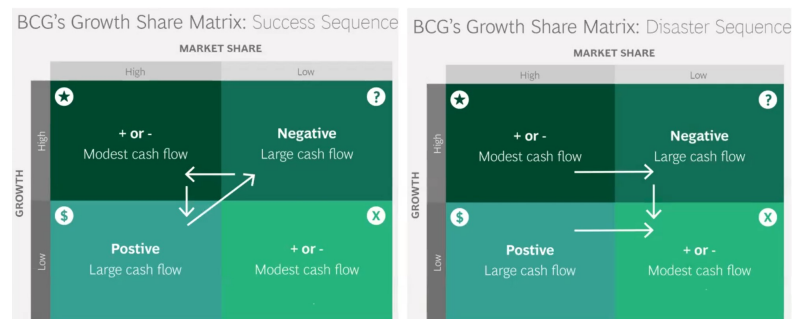 BCG's Growth Share Matrix: Success Sequence
MARKET SHARE
High Low
GROWTH
High
★
+ or -
Modest cash flow
?
Negative
Large cash flow
Low
$
Postive
Large cash flow
X
+ or -
Modest cash flow
BCG's Growth Share Matrix: Disaster Sequence
MARKET SHARE
High Low
GROWTH
High
★
+ or -
Modest cash flow
?
Negative
Large cash flow
Low
$
Postive
Large cash flow
X
+ or -
Modest cash flow